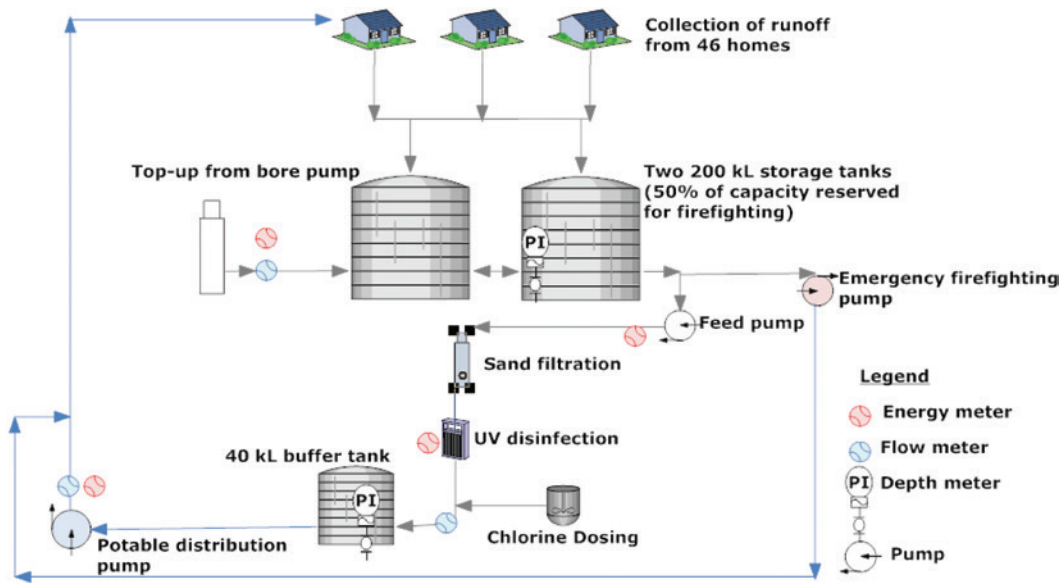 Collection of runoff
from 46 homes
Top-up from bore pump
Two 200 kL storage tanks
(50% of capacity reserved
for firefighting)
PI
Emergency firefighting
pump
Feed pump
Sand filtration
Legend
Energy meter
UV disinfection
Flow meter
40 kL buffer tank
PI
PI
Depth meter
Chlorine Dosing
Potable distribution
pump
Pump